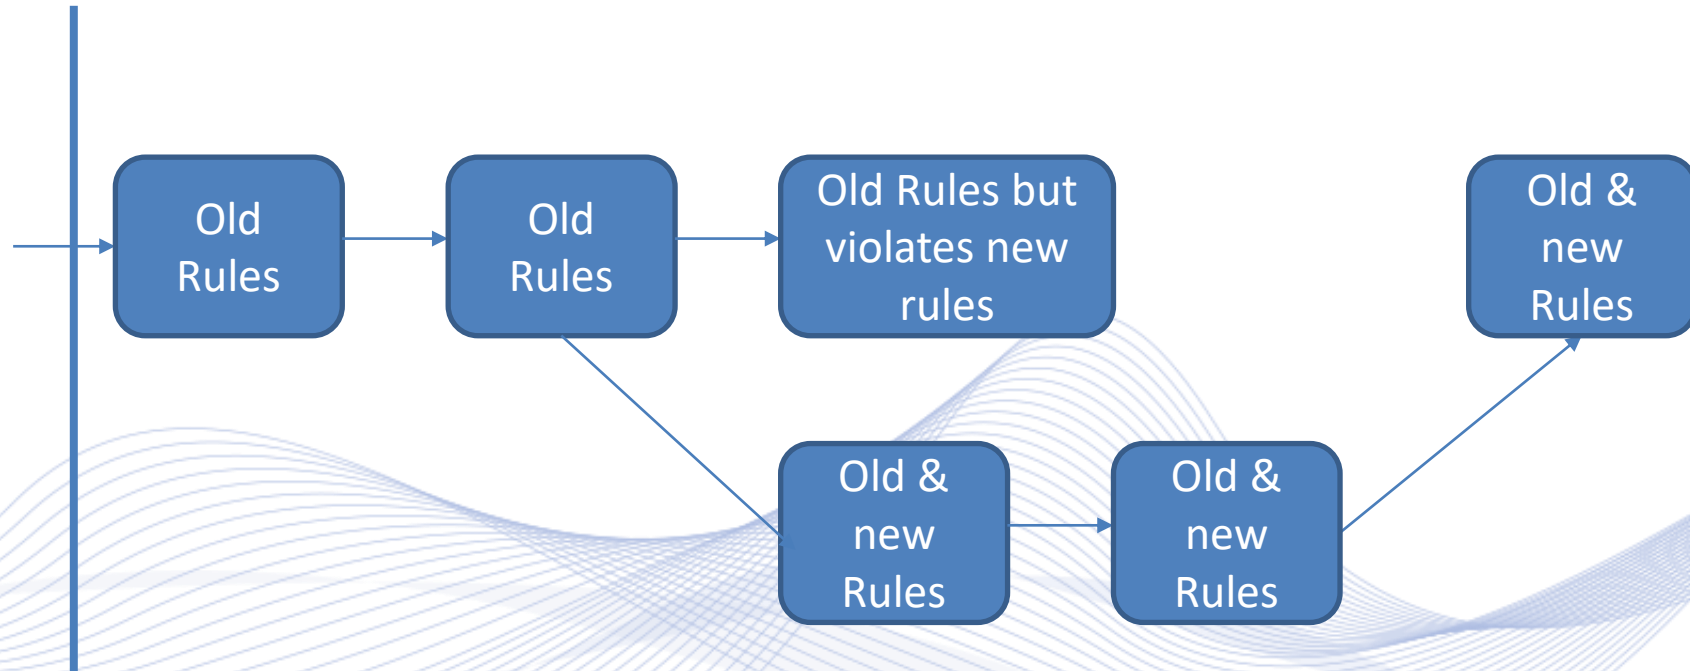 Old
Rules
Old
Rules
Old Rules but
violates new
rules
Old &
new
Rules
Old &
new
Rules
Old &
new
Rules